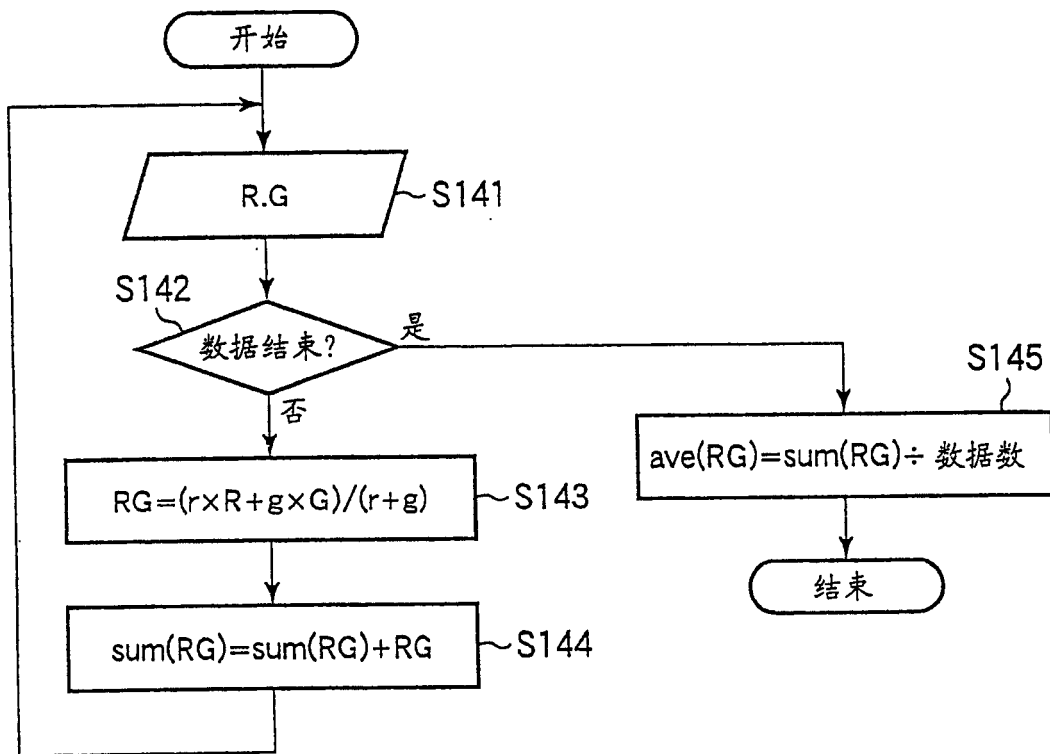 开始
R.G
S141
S142
数据结束?
是
否
S145
ave(RG)=sum(RG)÷数据数
RG=(r×R+g×G)/(r+g)
S143
结束
sum(RG)=sum(RG)+RG
S144